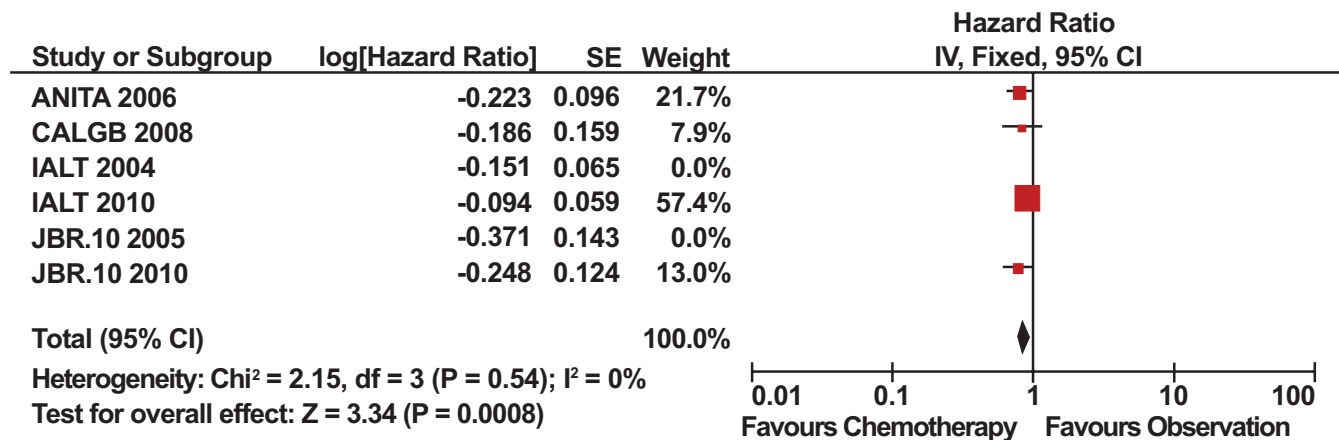 Hazard Ratio
Study or Subgroup log[Hazard Ratio] SE Weight IV, Fixed, 95% CI
ANITA 2006 -0.223 0.096 21.7%
CALGB 2008 -0.186 0.159 7.9%
IALT 2004 -0.151 0.065 0.0%
IALT 2010 -0.094 0.059 57.4%
JBR.10 2005 -0.371 0.143 0.0%
JBR.10 2010 -0.248 0.124 13.0%
Total (95% CI) 100.0%
Heterogeneity: Chi² = 2.15, df = 3 (P = 0.54); I² = 0%
Test for overall effect: Z = 3.34 (P = 0.0008)
0.01 0.1 1 10 100
Favours Chemotherapy Favours Observation